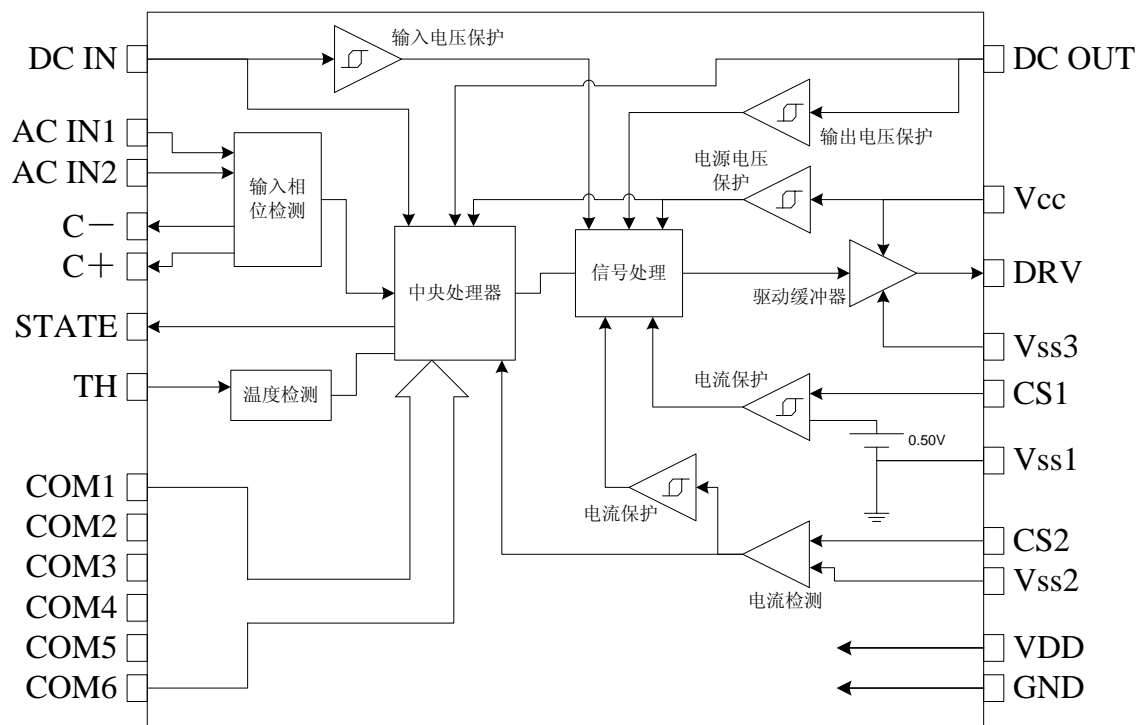 DC IN
输入电压保护
DC OUT
AC IN1
AC IN2
输出电压保护
输入相
位检测
电源电压
保护
Vcc
C－
C＋
中央处理器
信号处理
驱动缓冲器
DRV
STATE
Vss3
TH
温度检测
电流保护
CS1
0.50V
Vss1
COM1
电流保护
COM2
CS2
COM3
Vss2
电流检测
COM4
COM5
VDD
COM6
GND